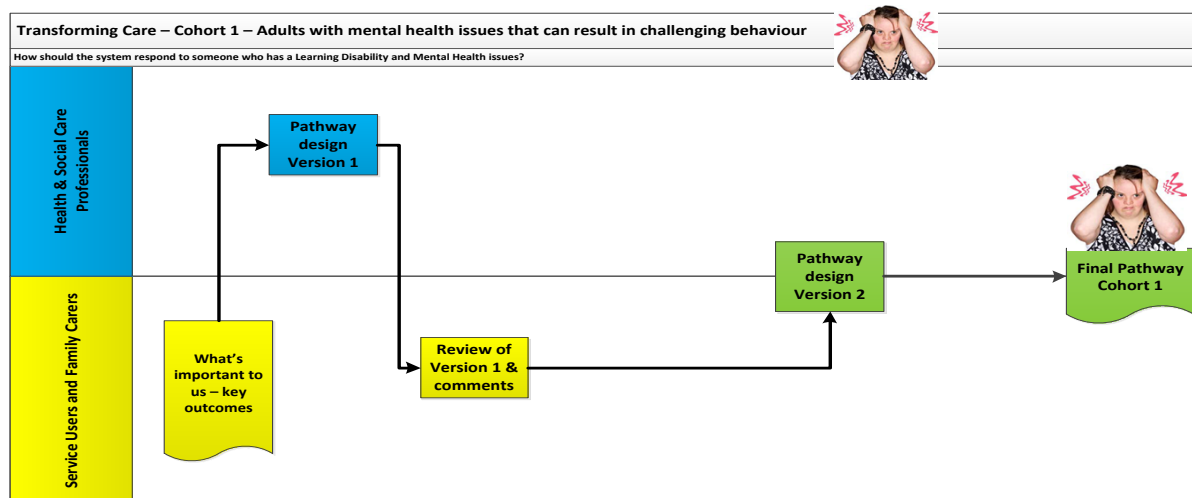 Transforming Care – Cohort 1 – Adults with mental health issues that can result in challenging behaviour
How should the system respond to someone who has a Learning Disability and Mental Health issues?
Health & Social Care
Professionals
Pathway
design
Version 1
Pathway
design
Version 2
Final Pathway
Cohort 1
Service Users and Family Carers
What's
important to
us – key
outcomes
Review of
Version 1 &
comments